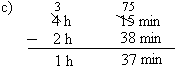 c) 3 75
4 h 15 min
− 2 h 38 min
1 h 37 min